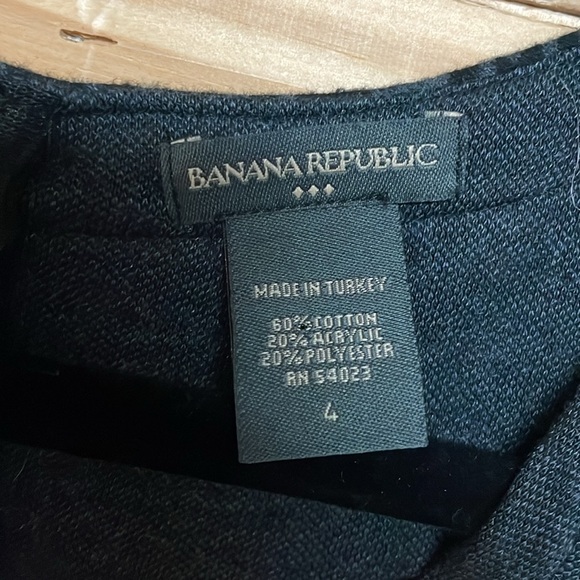 BANANA REPUBLIC
MADE IN TURKEY
60% COTTON
20% ACRYLIC
20% POLYESTER
RN 54023
4